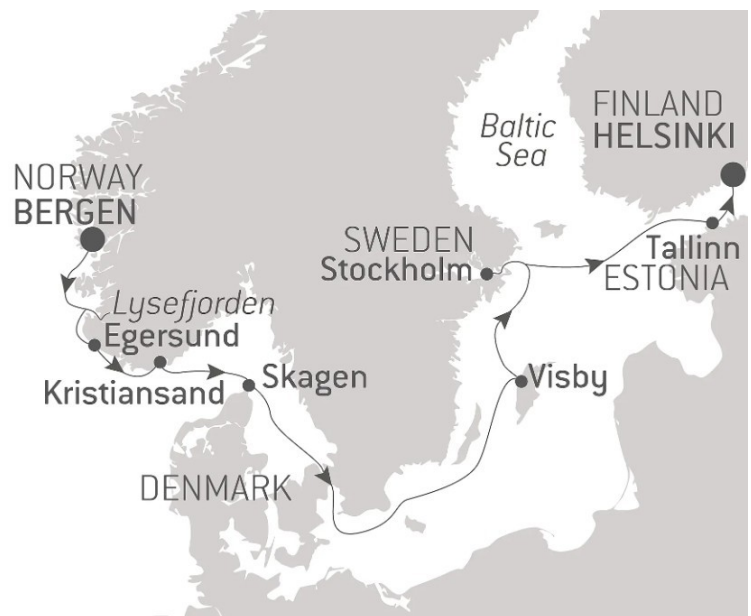 NORWAY
BERGEN
Lysefjorden
Egersund
Kristiansand
Skagen
DENMARK
Baltic
Sea
SWEDEN
Stockholm
Visby
FINLAND
HELSINKI
Tallinn
ESTONIA